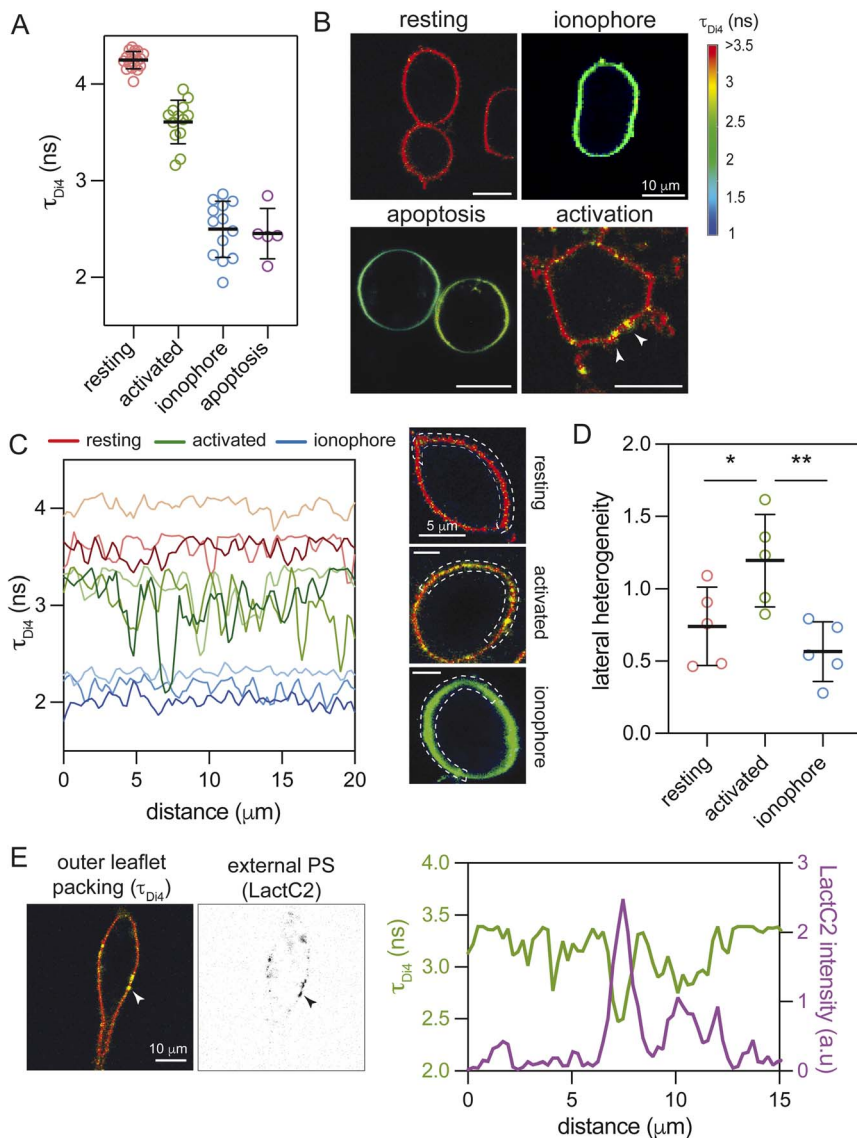 A
τDi4 (ns)
4
3
2
resting
activated
ionophore
apoptosis
B
resting
ionophore
10 μm
apoptosis
activation
τDi4 (ns)
>3.5
3
2.5
2
1.5
1
C
resting
activated
ionophore
τDi4 (ns)
4
3
2
0
5
10
15
20
distance (μm)
5 μm
resting
activated
ionophore
D
lateral heterogeneity
2.0
1.5
1.0
0.5
0.0
*
**
resting
activated
ionophore
E
outer leaflet
packing (τDi4)
10 μm
external PS
(LactC2)
τDi4 (ns)
4.0
3.5
3.0
2.5
2.0
0
5
10
15
distance (μm)
3
2
1
0
LactC2 intensity (a.u)